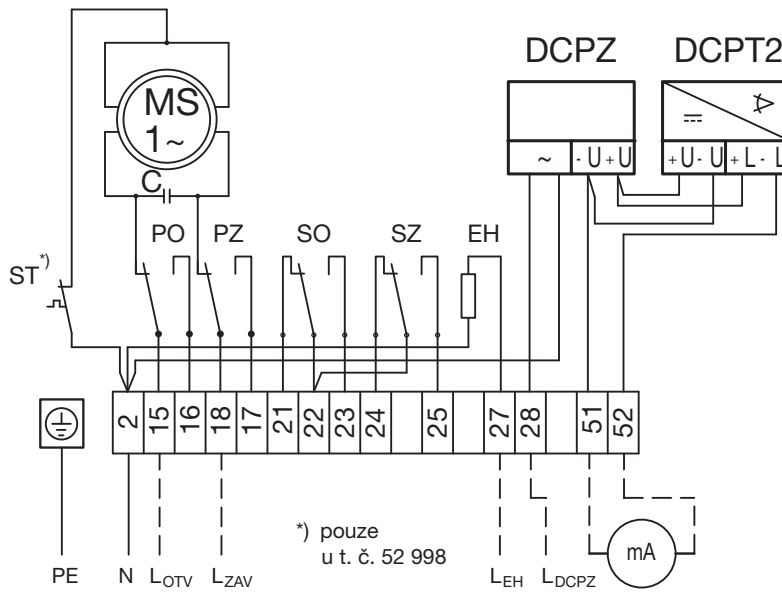 DCPZ DCPT2
MS
1~
C
~ - U + U
+ U - U + L - L
PO PZ SO SZ EH
ST*)
2 15 16 18 17 21 22 23 24 25 27 28 51 52
*) pouze
u t. č. 52 998
mA
PE N LOTV LZAV LEH LDCPZ